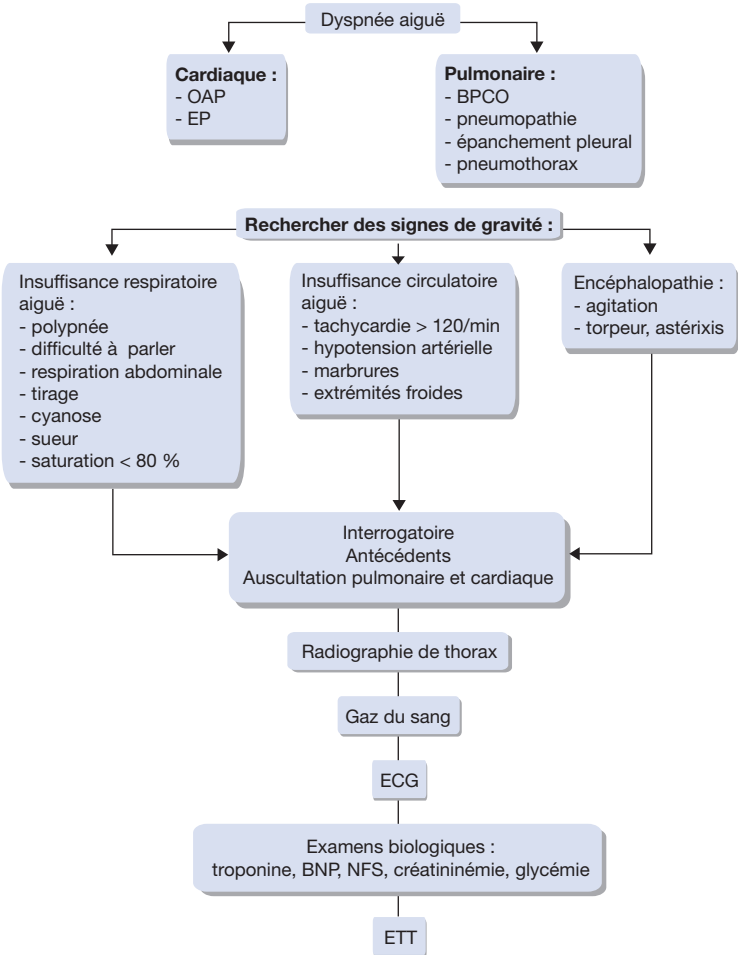 Dyspnée aiguë
Cardiaque :
- OAP
- EP
Pulmonaire :
- BPCO
- pneumopathie
- épanchement pleural
- pneumothorax
Rechercher des signes de gravité :
Insuffisance respiratoire
aiguë :
- polypnée
- difficulté à parler
- respiration abdominale
- tirage
- cyanose
- sueur
- saturation < 80 %
Insuffisance circulatoire
aiguë :
- tachycardie > 120/min
- hypotension artérielle
- marbrures
- extrémités froides
Encéphalopathie :
- agitation
- torpeur, astérixis
Interrogatoire
Antécédents
Auscultation pulmonaire et cardiaque
Radiographie de thorax
Gaz du sang
ECG
Examens biologiques :
troponine, BNP, NFS, créatininémie, glycémie
ETT